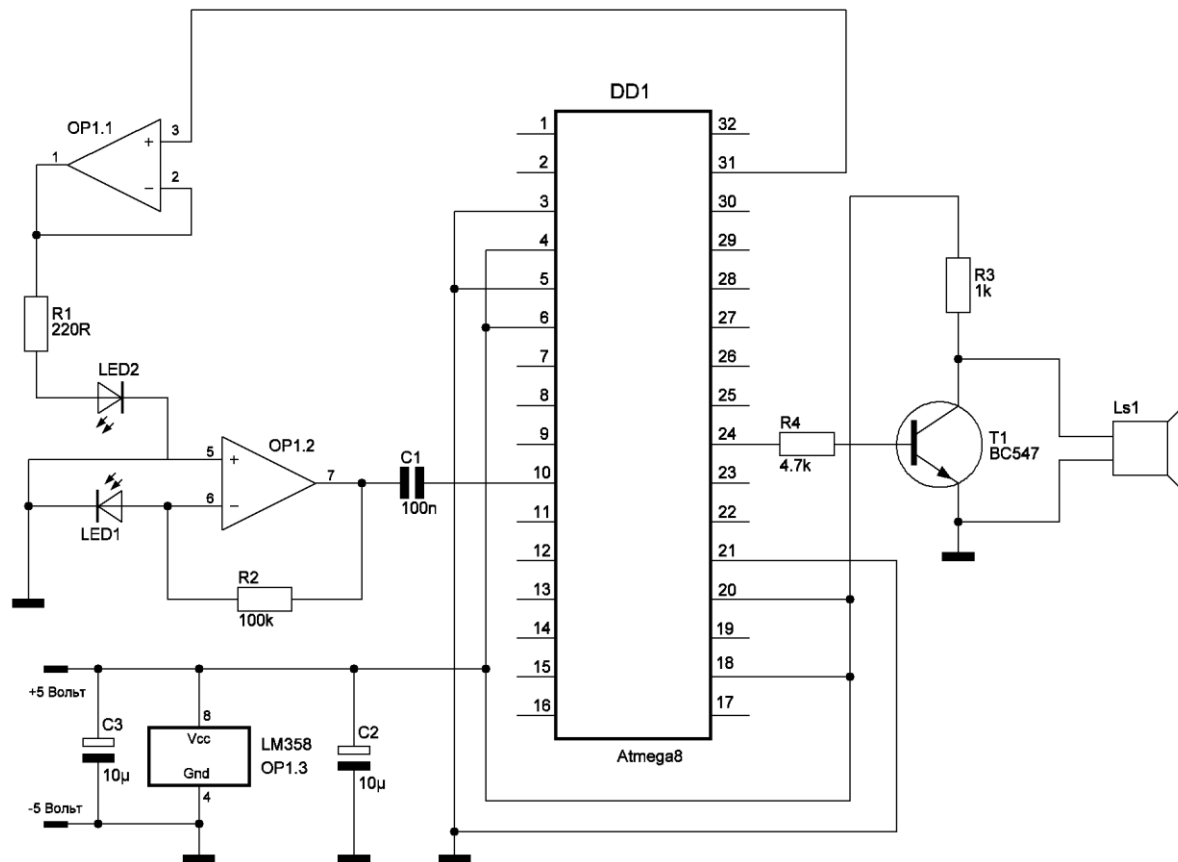 DD1
OP1.1
3
1
2
+
−
R1
220R
LED2
OP1.2
5
6
7
+
−
LED1
R2
100k
C1
100n
1
2
3
4
5
6
7
8
9
10
11
12
13
14
15
16
32
31
30
29
28
27
26
25
24
23
22
21
20
19
18
17
Atmega8
R3
1k
R4
4.7k
T1
BC547
Ls1
+5 Вольт
-5 Вольт
C3
10µ
8
Vcc
Gnd
4
LM358
OP1.3
C2
10µ